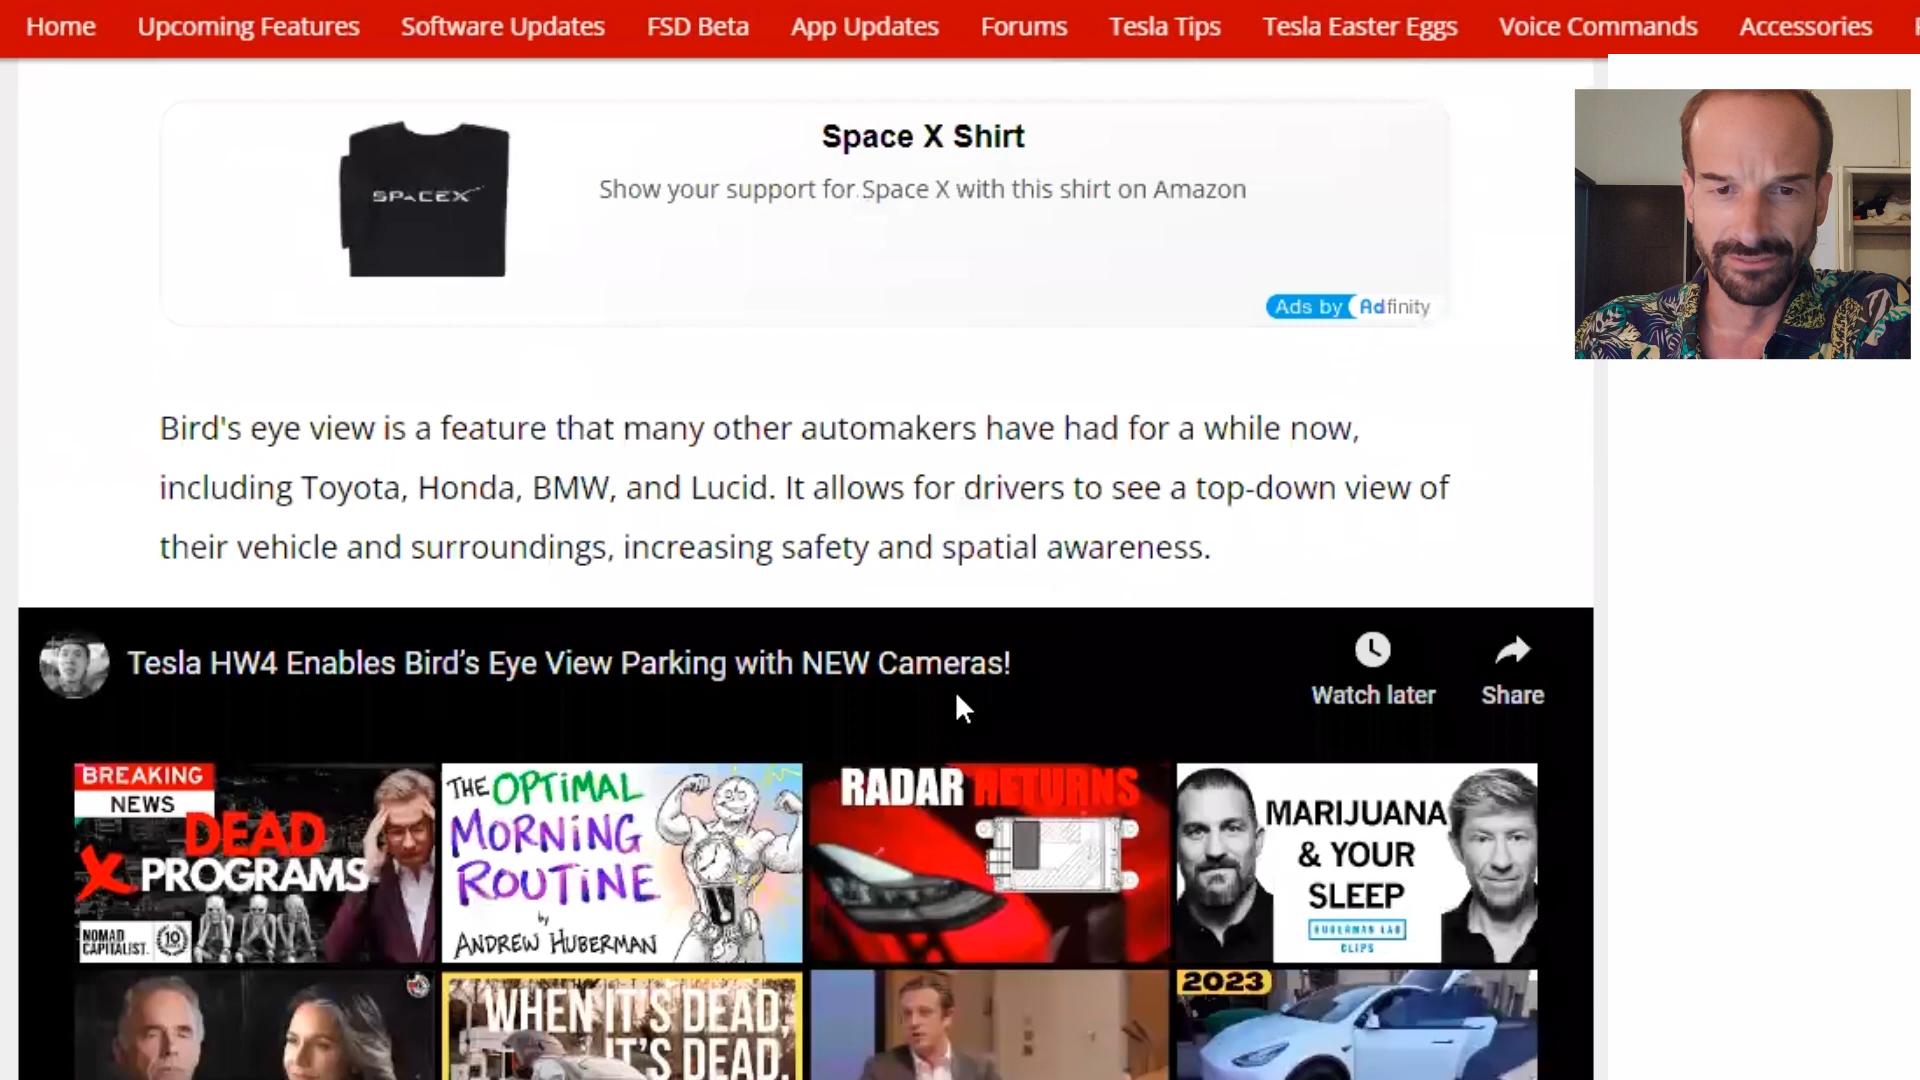 Home Upcoming Features Software Updates FSD Beta App Updates Forums Tesla Tips Tesla Easter Eggs Voice Commands Accessories
Space X Shirt
SPACEX
Show your support for Space X with this shirt on Amazon
Ads by Adfinity
Bird's eye view is a feature that many other automakers have had for a while now,
including Toyota, Honda, BMW, and Lucid. It allows for drivers to see a top-down view of
their vehicle and surroundings, increasing safety and spatial awareness.
Tesla HW4 Enables Bird’s Eye View Parking with NEW Cameras!
Watch later
Share
BREAKING
NEWS
DEAD
PROGRAMS
NOMAD
CAPITALIST.
10
THE OPTIMAL
MORNING
ROUTINE
by
ANDREW HUBERMAN
RADAR RETURNS
MARIJUANA
& YOUR
SLEEP
HUBERMAN LAB
CLIPS
WHEN IT'S DEAD,
IT'S DEAD.
2023